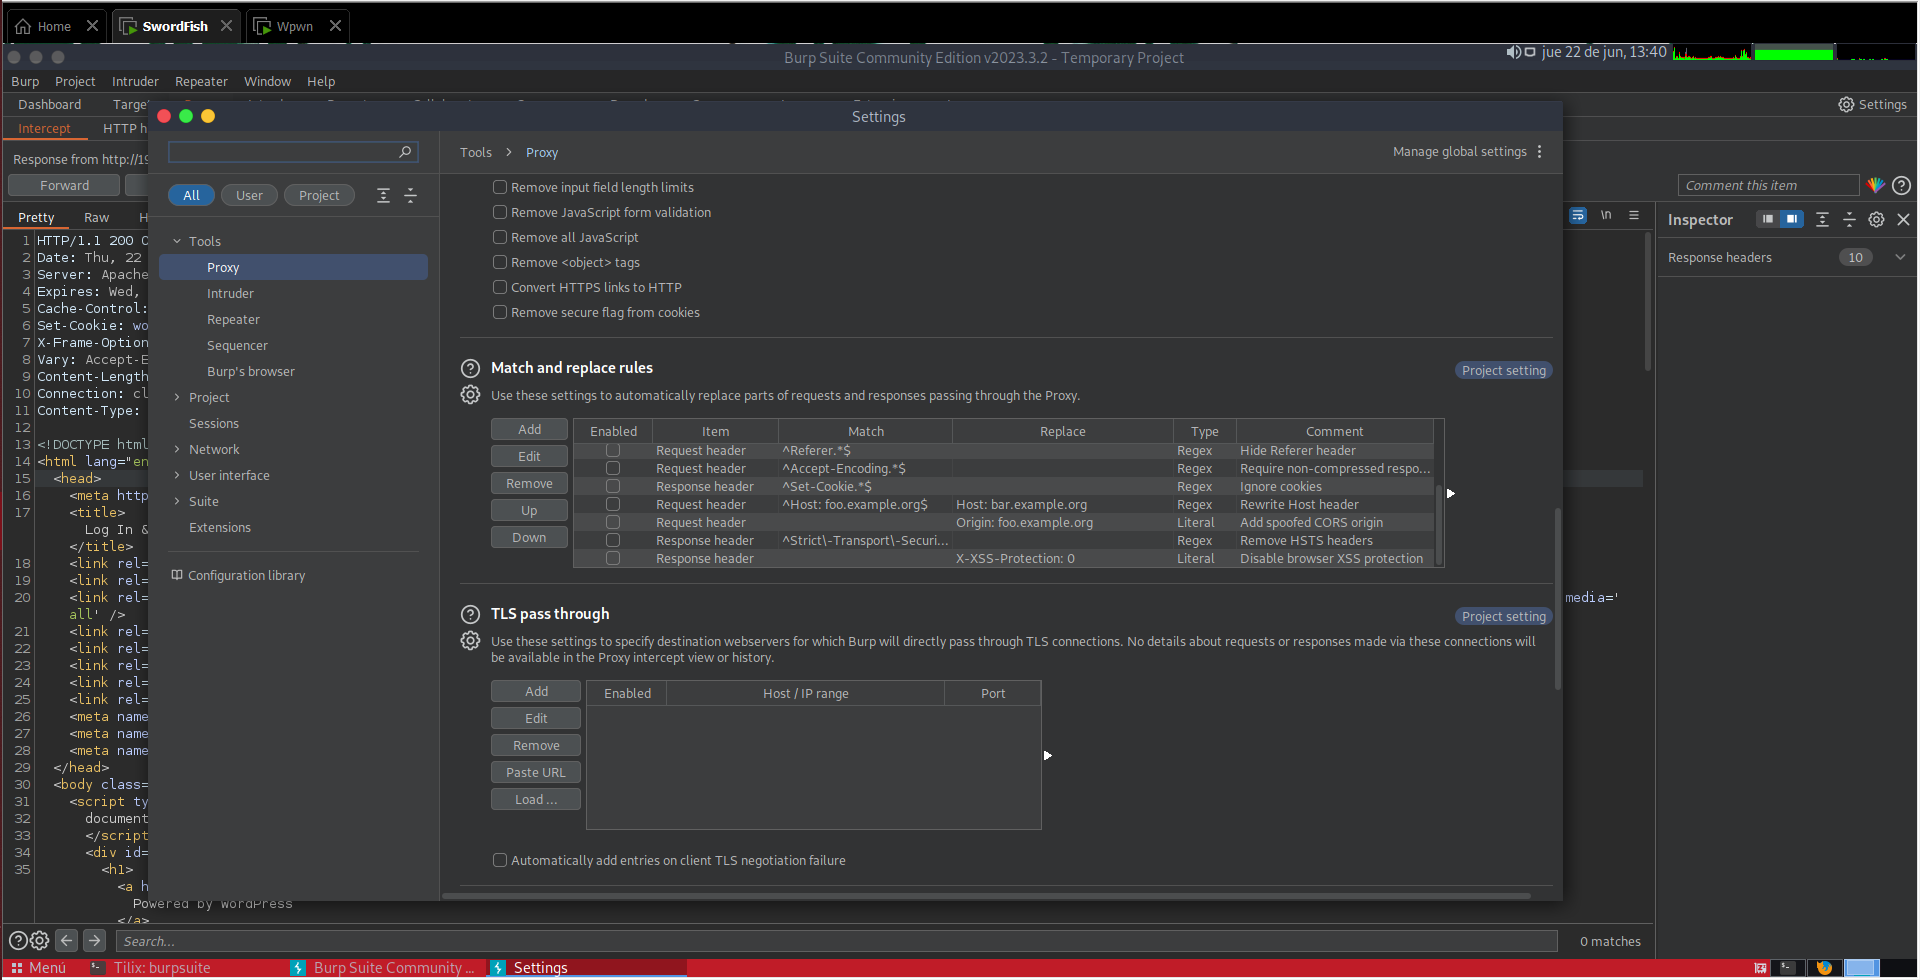 Home
SwordFish
Wpwn
Burp Suite Community Edition v2023.3.2 - Temporary Project
jue 22 de jun, 13:40
Burp Project Intruder Repeater Window Help
Dashboard Target
Settings
Intercept HTTP h
Settings
Response from http://19
Forward
Comment this item
Pretty Raw H
\n
Inspector
Response headers 10
All User Project
Tools
Proxy
Intruder
Repeater
Sequencer
Burp's browser
Project
Sessions
Network
User interface
Suite
Extensions
Configuration library
Tools > Proxy
Manage global settings
Remove input field length limits
Remove JavaScript form validation
Remove all JavaScript
Remove <object> tags
Convert HTTPS links to HTTP
Remove secure flag from cookies
Match and replace rules
Project setting
Use these settings to automatically replace parts of requests and responses passing through the Proxy.
Add
Edit
Remove
Up
Down
Enabled Item Match Replace Type Comment
Request header ^Referer.*$ Regex Hide Referer header
Request header ^Accept-Encoding.*$ Regex Require non-compressed respo...
Response header ^Set-Cookie.*$ Regex Ignore cookies
Request header ^Host: foo.example.org$ Host: bar.example.org Regex Rewrite Host header
Request header Origin: foo.example.org Literal Add spoofed CORS origin
Response header ^Strict\-Transport\-Securi... Regex Remove HSTS headers
Response header X-XSS-Protection: 0 Literal Disable browser XSS protection
TLS pass through
Project setting
Use these settings to specify destination webservers for which Burp will directly pass through TLS connections. No details about requests or responses made via these connections will
be available in the Proxy intercept view or history.
Add
Edit
Remove
Paste URL
Load ...
Enabled Host / IP range Port
Automatically add entries on client TLS negotiation failure
1 HTTP/1.1 200 O
2 Date: Thu, 22
3 Server: Apache
4 Expires: Wed,
5 Cache-Control:
6 Set-Cookie: wo
7 X-Frame-Option
8 Vary: Accept-E
9 Content-Length
10 Connection: cl
11 Content-Type:
12
13 <!DOCTYPE html
14 <html lang="en
15 <head>
16 <meta http
17 <title>
Log In &
</title>
18 <link rel=
19 <link rel=
20 <link rel= media='
all' />
21 <link rel=
22 <link rel=
23 <link rel=
24 <link rel=
25 <link rel=
26 <meta name
27 <meta name
28 <meta name
29 </head>
30 <body class=
31 <script ty
32 document
33 </script
34 <div id=
35 <h1>
<a h
Powered by WordPress
</a>
Search...
0 matches
Menú
Tilix: burpsuite
Burp Suite Community ...
Settings